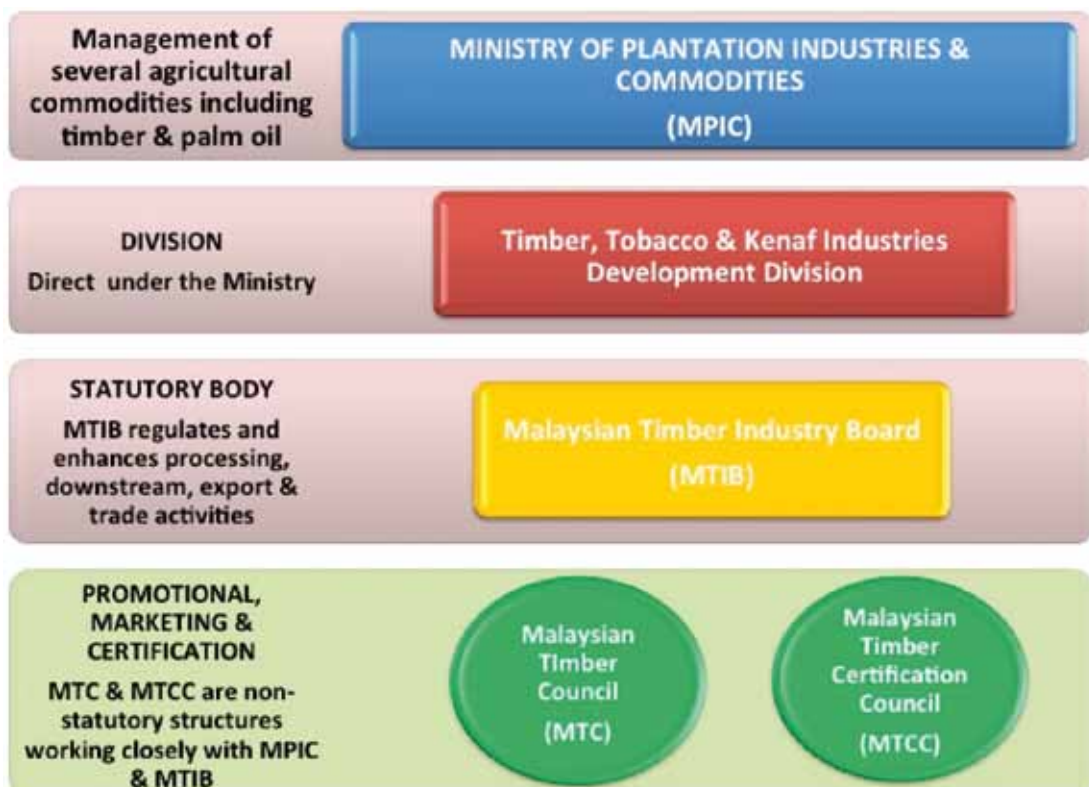 Management of
several agricultural
commodities including
timber & palm oil
MINISTRY OF PLANTATION INDUSTRIES &
COMMODITIES
(MPIC)
DIVISION
Direct under the Ministry
Timber, Tobacco & Kenaf Industries
Development Division
STATUTORY BODY
MTIB regulates and
enhances processing,
downstream, export &
trade activities
Malaysian Timber Industry Board
(MTIB)
PROMOTIONAL,
MARKETING &
CERTIFICATION
MTC & MTCC are non-
statutory structures
working closely with MPIC
& MTIB
Malaysian
TImber
Council
(MTC)
Malaysian
Timber
Certification
Council
(MTCC)